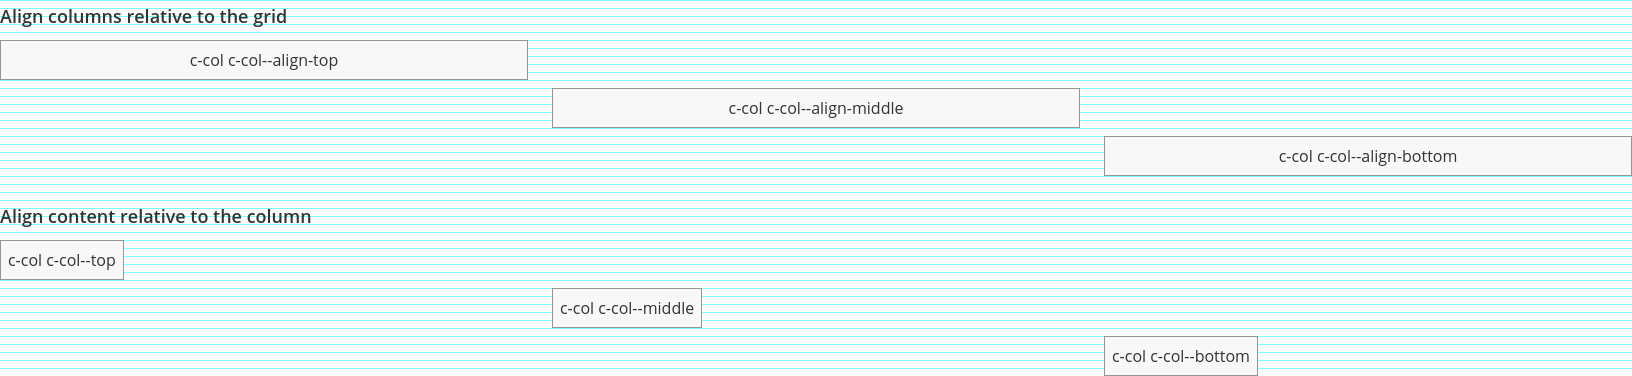 Align columns relative to the grid
c-col c-col--align-top
c-col c-col--align-middle
c-col c-col--align-bottom
Align content relative to the column
c-col c-col--top
c-col c-col--middle
c-col c-col--bottom